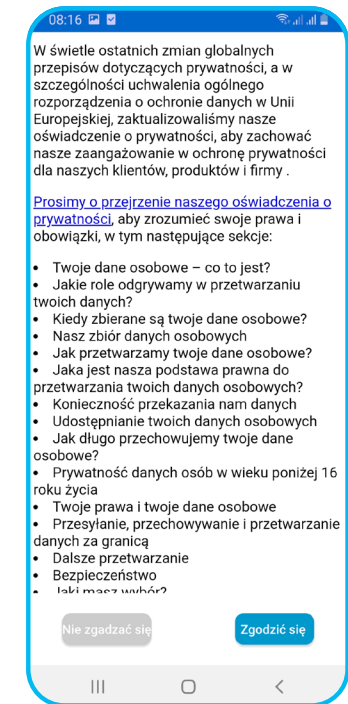 08:16
W świetle ostatnich zmian globalnych
przepisów dotyczących prywatności, a w
szczególności uchwalenia ogólnego
rozporządzenia o ochronie danych w Unii
Europejskiej, zaktualizowaliśmy nasze
oświadczenie o prywatności, aby zachować
nasze zaangażowanie w ochronę prywatności
dla naszych klientów, produktów i firmy .
Prosimy o przejrzenie naszego oświadczenia o
prywatności, aby zrozumieć swoje prawa i
obowiązki, w tym następujące sekcje:
• Twoje dane osobowe – co to jest?
• Jakie role odgrywamy w przetwarzaniu
twoich danych?
• Kiedy zbierane są twoje dane osobowe?
• Nasz zbiór danych osobowych
• Jak przetwarzamy twoje dane osobowe?
• Jaka jest nasza podstawa prawna do
przetwarzania twoich danych osobowych?
• Konieczność przekazania nam danych
• Udostępnianie twoich danych osobowych
• Jak długo przechowujemy twoje dane
osobowe?
• Prywatność danych osób w wieku poniżej 16
roku życia
• Twoje prawa i twoje dane osobowe
• Przesyłanie, przechowywanie i przetwarzanie
danych za granicą
• Dalsze przetwarzanie
• Bezpieczeństwo
• Jaki masz wybór?
Nie zgadzać się
Zgodzić się